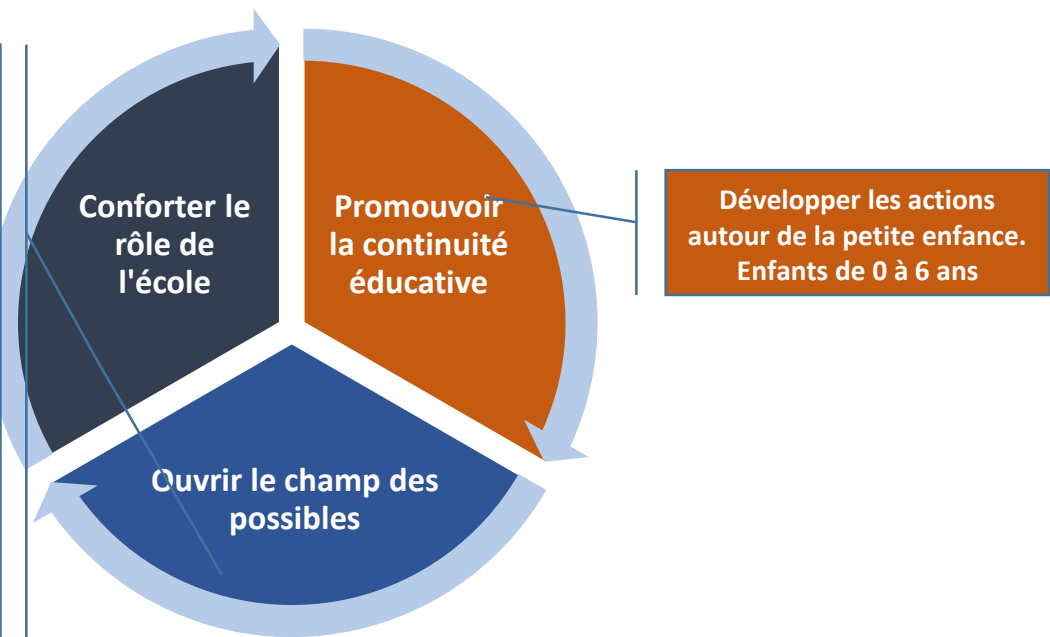 Conforter le
rôle de
l'école
Promouvoir
la continuité
éducative
Ouvrir le champ des
possibles
Développer les actions
autour de la petite enfance.
Enfants de 0 à 6 ans